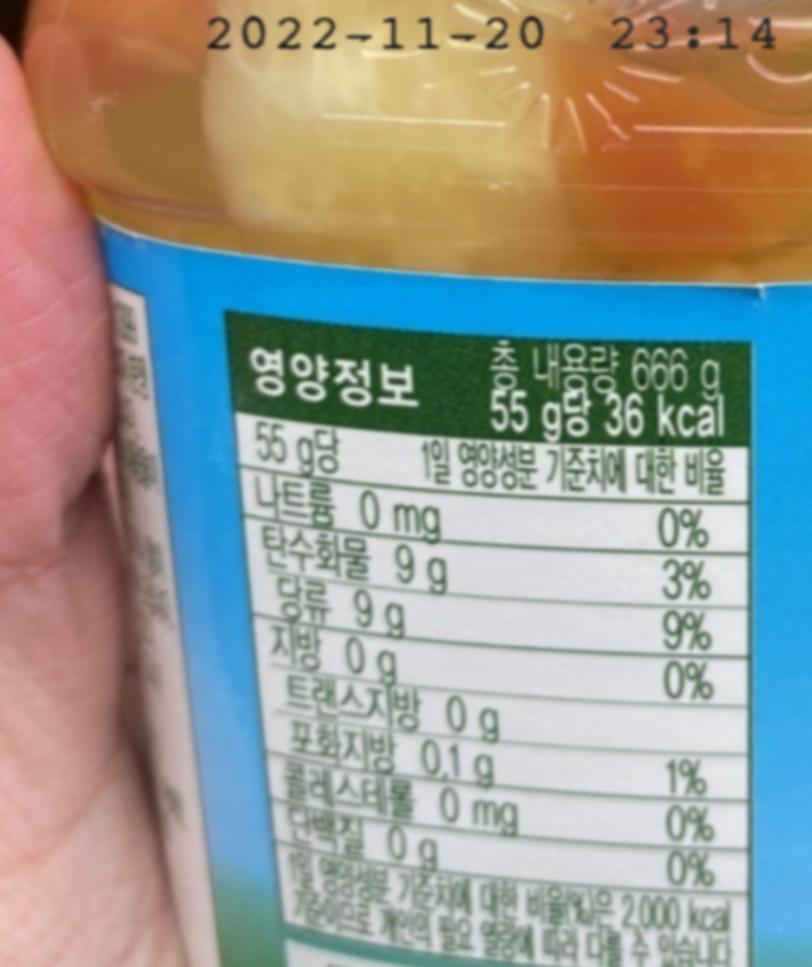 2022-11-20 23:14
영양정보
총 내용량 666 g
55 g당 36 kcal
55 g당 1일 영양성분 기준치에 대한 비율
나트륨 0 mg 0%
탄수화물 9 g 3%
당류 9 g 9%
지방 0 g 0%
트랜스지방 0 g
포화지방 0.1 g 1%
콜레스테롤 0 mg 0%
단백질 0 g 0%
1일 영양성분 기준치에 대한 비율(%)은 2,000 kcal
기준이므로 개인의 필요 열량에 따라 다를 수 있습니다